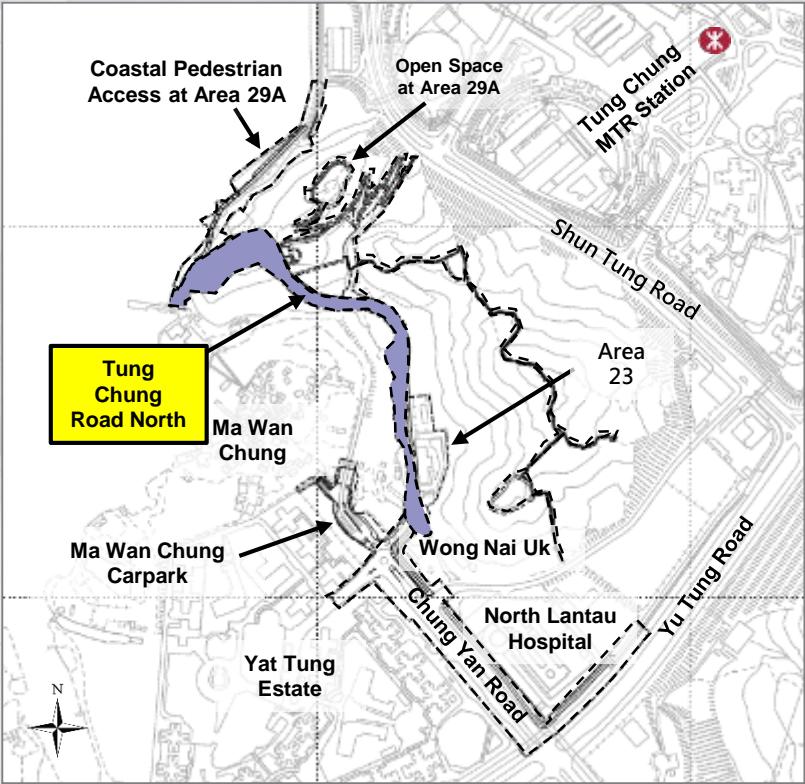 Coastal Pedestrian
Access at Area 29A
Open Space
at Area 29A
Tung Chung
MTR Station
Shun Tung Road
Area
23
Tung
Chung
Road North
Ma Wan
Chung
Ma Wan Chung
Carpark
Wong Nai Uk
North Lantau
Hospital
Yu Tung Road
Chung Yan Road
Yat Tung
Estate
N